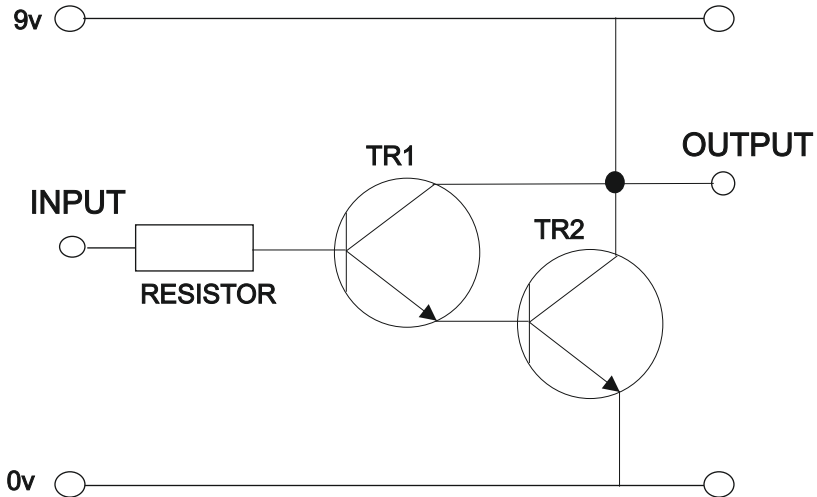 9v
OUTPUT
TR1
INPUT
TR2
RESISTOR
0v